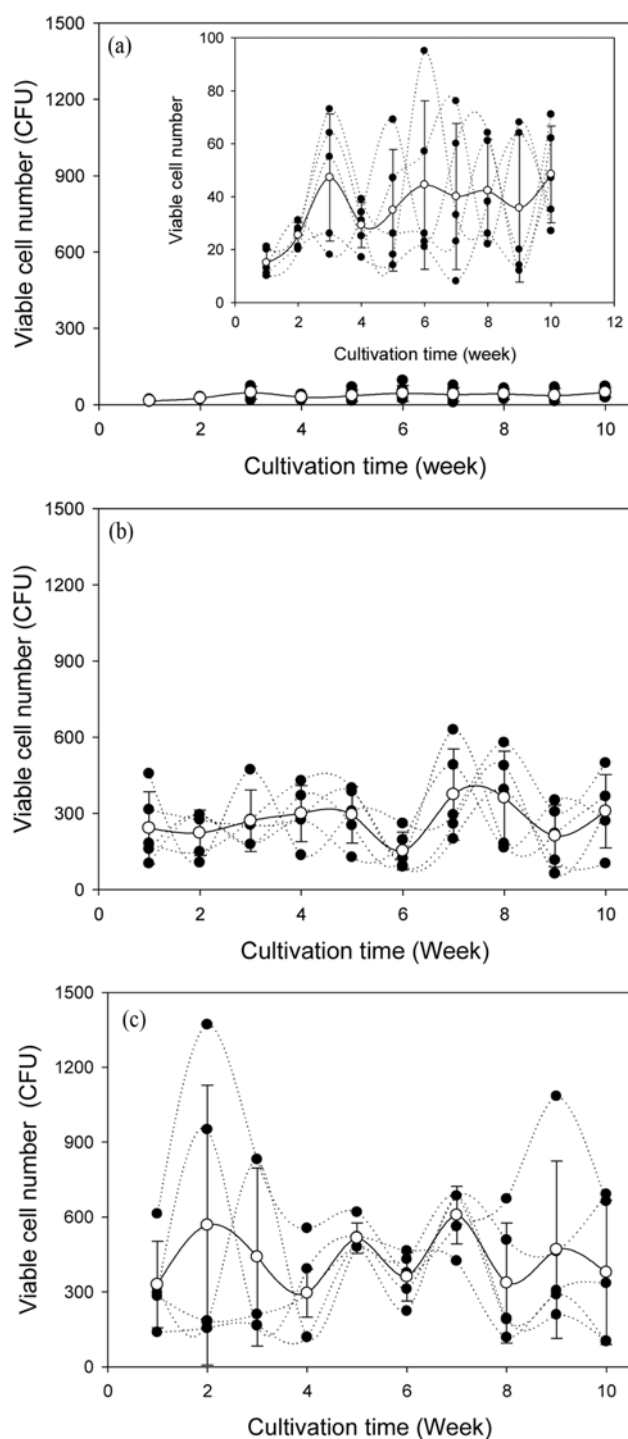 (a)
Viable cell number (CFU)
1500
1200
900
600
300
0
0 2 4 6 8 10
Cultivation time (week)
Viable cell number
100
80
60
40
20
0
0 2 4 6 8 10 12
Cultivation time (week)
(b)
Viable cell number (CFU)
1500
1200
900
600
300
0
0 2 4 6 8 10
Cultivation time (Week)
(c)
Viable cell number (CFU)
1500
1200
900
600
300
0
0 2 4 6 8 10
Cultivation time (Week)